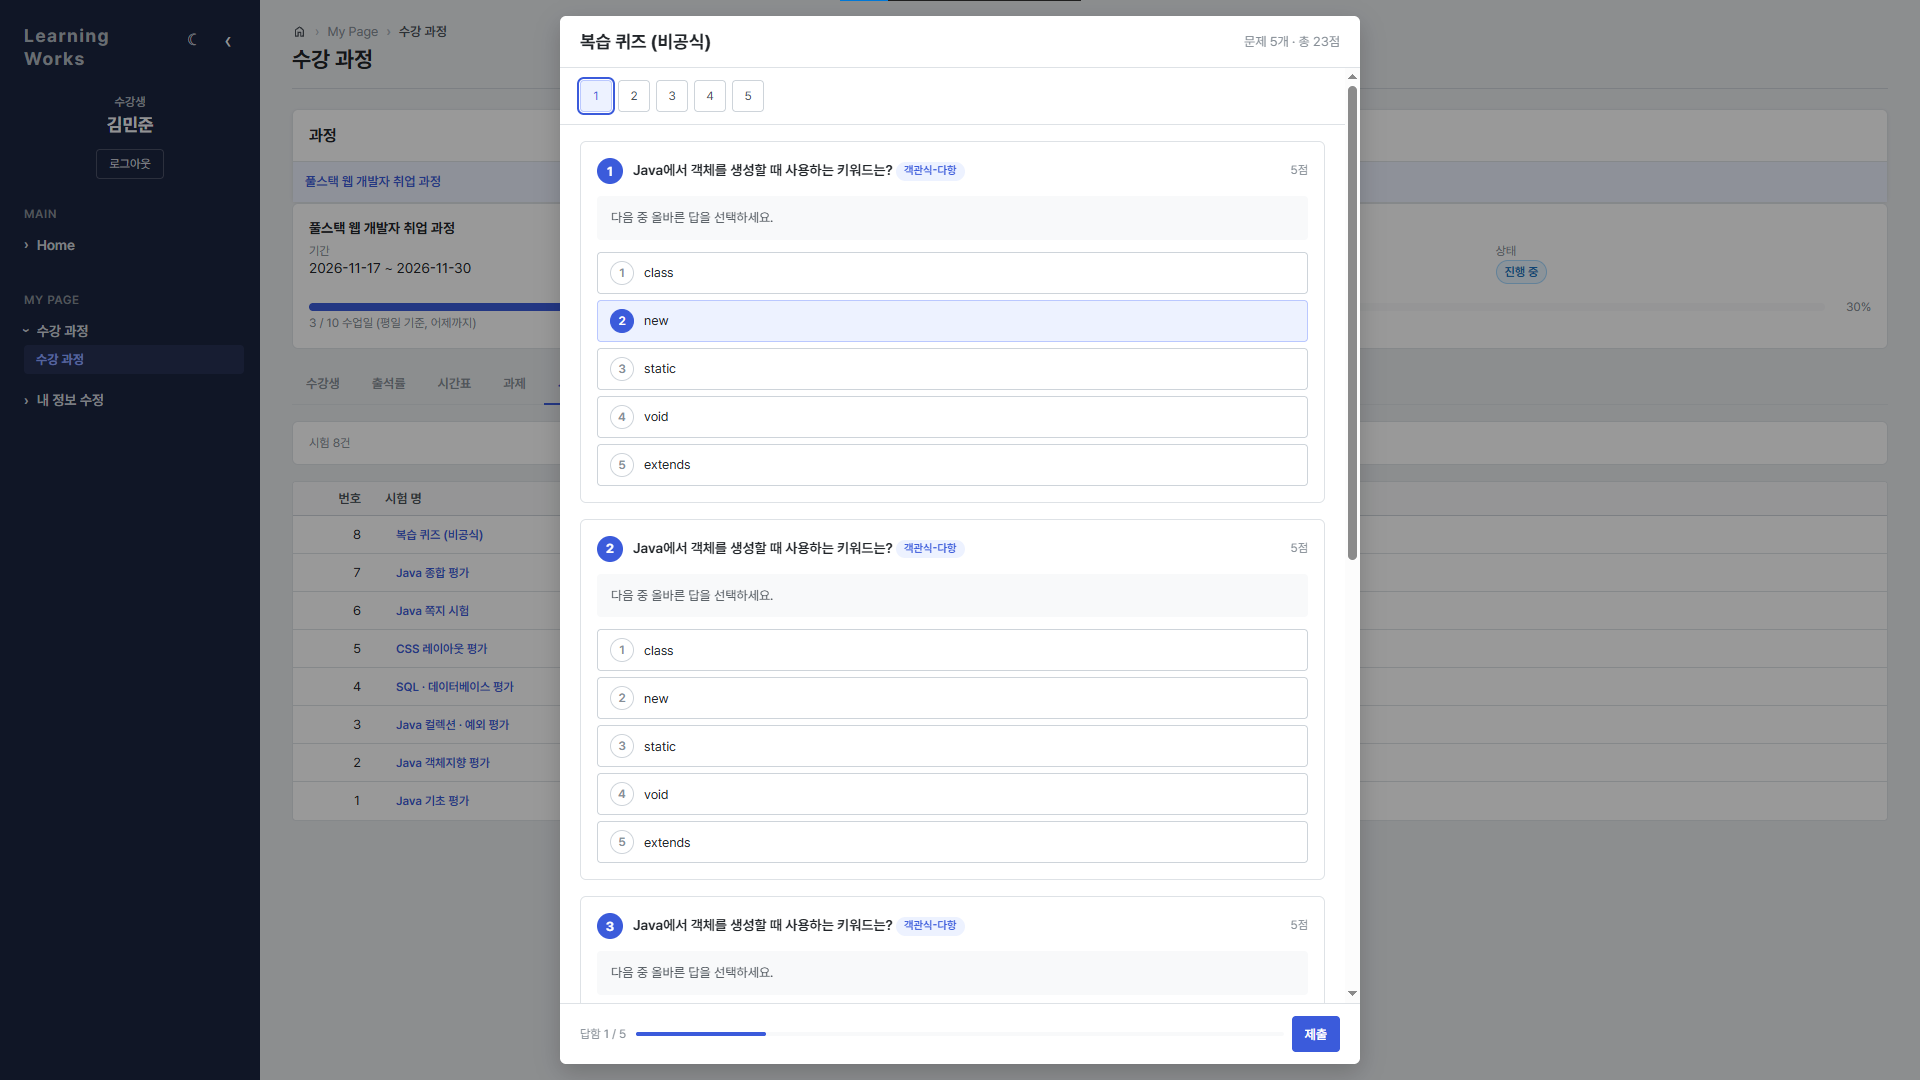 Learning
Works
수강생
김민준
로그아웃
MAIN
Home
MY PAGE
수강 과정
수강 과정
내 정보 수정
My Page
수강 과정
수강 과정
과정
풀스택 웹 개발자 취업 과정
풀스택 웹 개발자 취업 과정
기간
2026-11-17 ~ 2026-11-30
3 / 10 수업일 (평일 기준, 어제까지)
상태
진행 중
30%
수강생
출석률
시간표
과제
시험 8건
번호 시험 명
8 복습 퀴즈 (비공식)
7 Java 종합 평가
6 Java 쪽지 시험
5 CSS 레이아웃 평가
4 SQL · 데이터베이스 평가
3 Java 컬렉션 · 예외 평가
2 Java 객체지향 평가
1 Java 기초 평가
복습 퀴즈 (비공식)
문제 5개 · 총 23점
1 2 3 4 5
1 Java에서 객체를 생성할 때 사용하는 키워드는? 객관식-다항 5점
다음 중 올바른 답을 선택하세요.
1 class
2 new
3 static
4 void
5 extends
2 Java에서 객체를 생성할 때 사용하는 키워드는? 객관식-다항 5점
다음 중 올바른 답을 선택하세요.
1 class
2 new
3 static
4 void
5 extends
3 Java에서 객체를 생성할 때 사용하는 키워드는? 객관식-다항 5점
다음 중 올바른 답을 선택하세요.
답함 1 / 5
제출